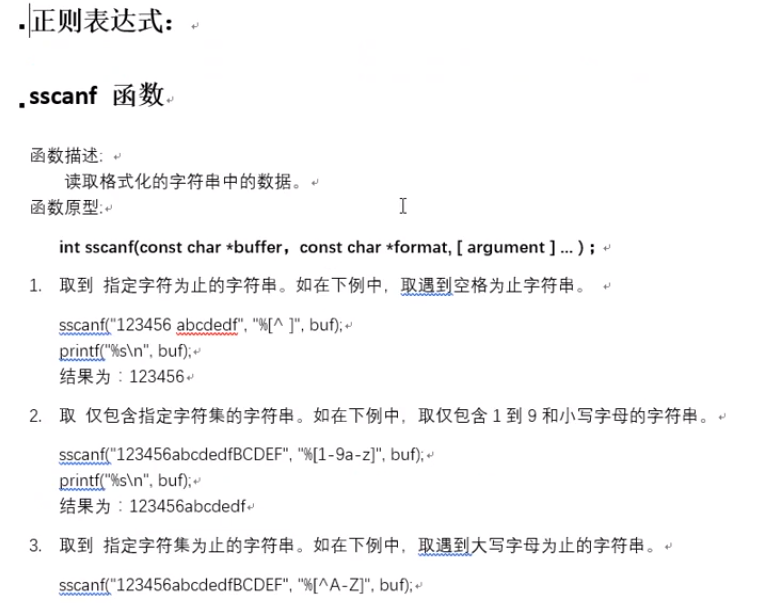 正则表达式：
sscanf 函数
函数描述:
读取格式化的字符串中的数据。
函数原型:
int sscanf(const char *buffer，const char *format, [ argument ] ... ) ；
1. 取到 指定字符为止的字符串。如在下例中，取遇到空格为止字符串。
sscanf("123456 abcdedf", "%[^ ]", buf);
printf("%s\n", buf);
结果为：123456
2. 取 仅包含指定字符集的字符串。如在下例中，取仅包含 1 到 9 和小写字母的字符串。
sscanf("123456abcdedfBCDEF", "%[1-9a-z]", buf);
printf("%s\n", buf);
结果为：123456abcdedf
3. 取到 指定字符集为止的字符串。如在下例中，取遇到大写字母为止的字符串。
sscanf("123456abcdedfBCDEF", "%[^A-Z]", buf);